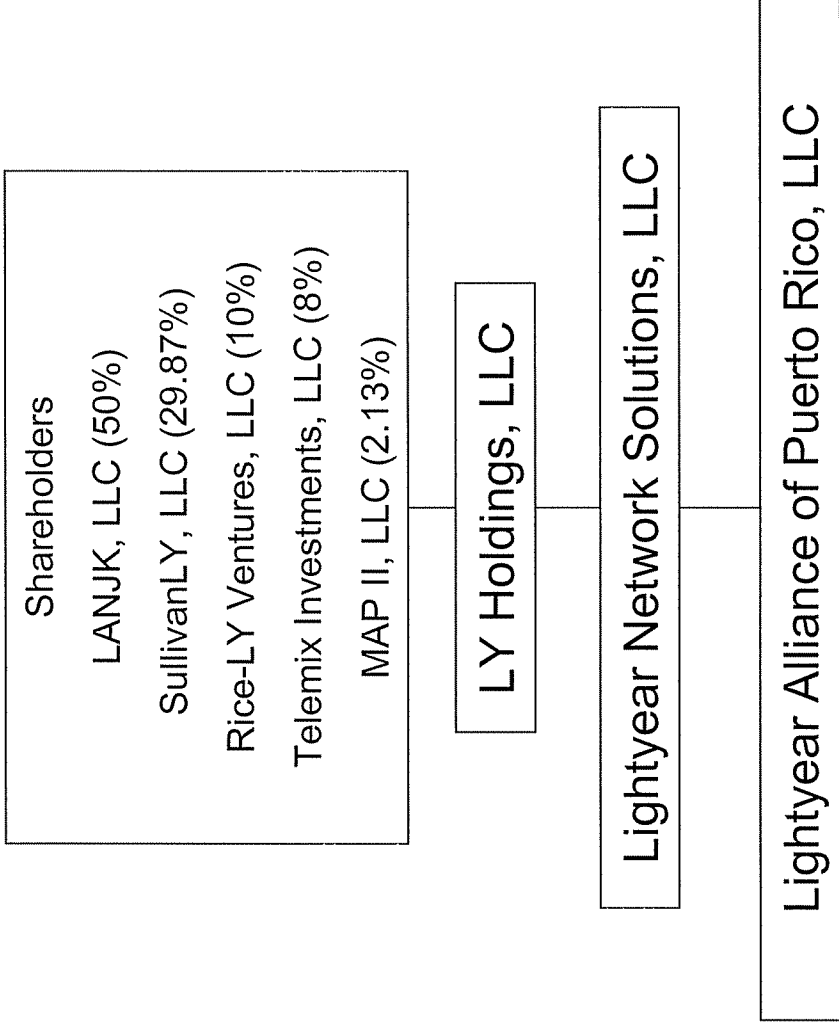 Shareholders
LANJK, LLC (50%)
SullivanLY, LLC (29.87%)
Rice-LY Ventures, LLC (10%)
Telemix Investments, LLC (8%)
MAP II, LLC (2.13%)
LY Holdings, LLC
Lightyear Network Solutions, LLC
Lightyear Alliance of Puerto Rico, LLC